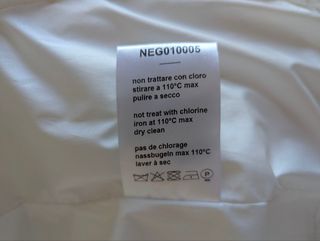 NEG010005
non trattare con cloro
stirare a 110°C max
pulire a secco
not treat with chlorine
iron at 110°C max
dry clean
pas de chlorage
nassbugeln max 110°C
laver à sec
P